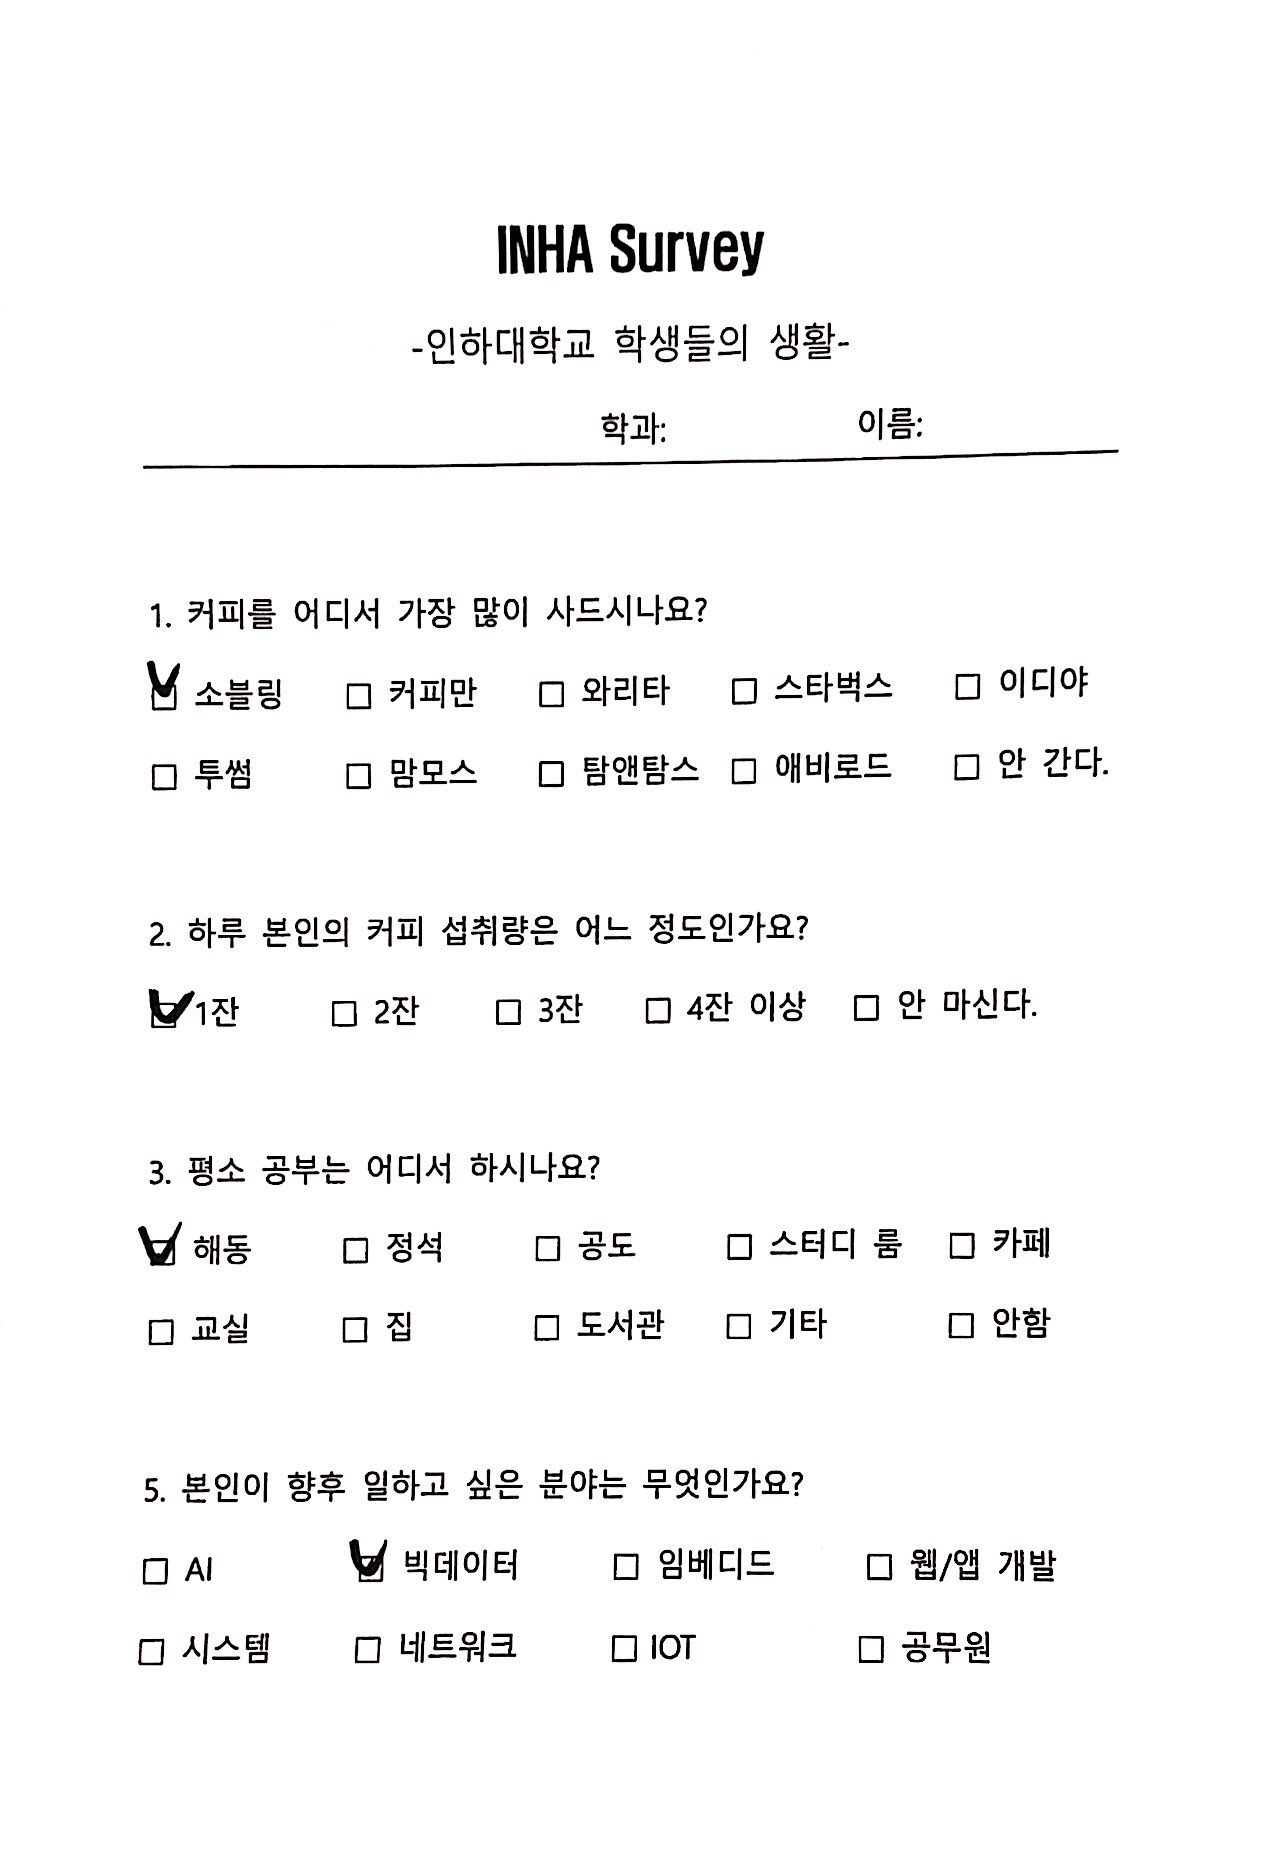 INHA Survey
-인하대학교 학생들의 생활-
학과: 이름:
1. 커피를 어디서 가장 많이 사드시나요?
소블링 커피만 와리타 스타벅스 이디야
투썸 맘모스 탐앤탐스 애비로드 안 간다.
2. 하루 본인의 커피 섭취량은 어느 정도인가요?
1잔 2잔 3잔 4잔 이상 안 마신다.
3. 평소 공부는 어디서 하시나요?
해동 정석 공도 스터디 룸 카페
교실 집 도서관 기타 안함
5. 본인이 향후 일하고 싶은 분야는 무엇인가요?
AI 빅데이터 임베디드 웹/앱 개발
시스템 네트워크 IOT 공무원